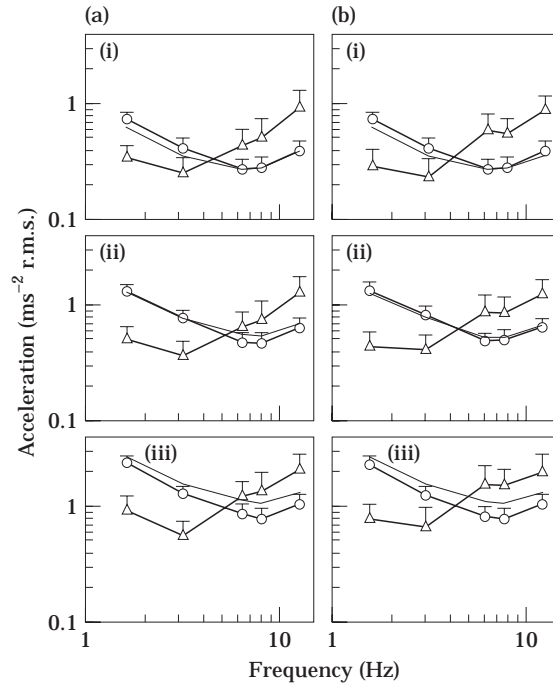 (a) (b)
(i) (i)
1
0.1
(ii) (ii)
1
0.1
(iii) (iii)
1
0.1
1 10 1 10
Acceleration (ms⁻² r.m.s.)
Frequency (Hz)